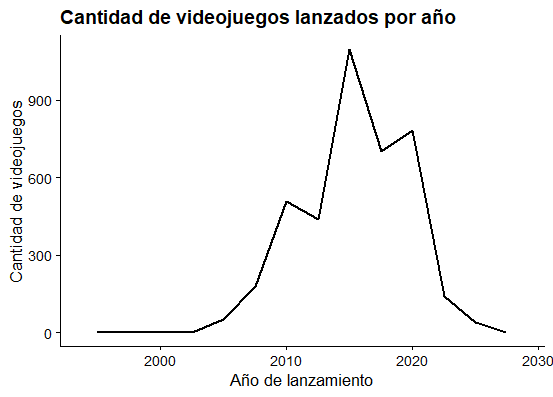 Cantidad de videojuegos lanzados por año
Cantidad de videojuegos
900
600
300
0
2000 2010 2020 2030
Año de lanzamiento